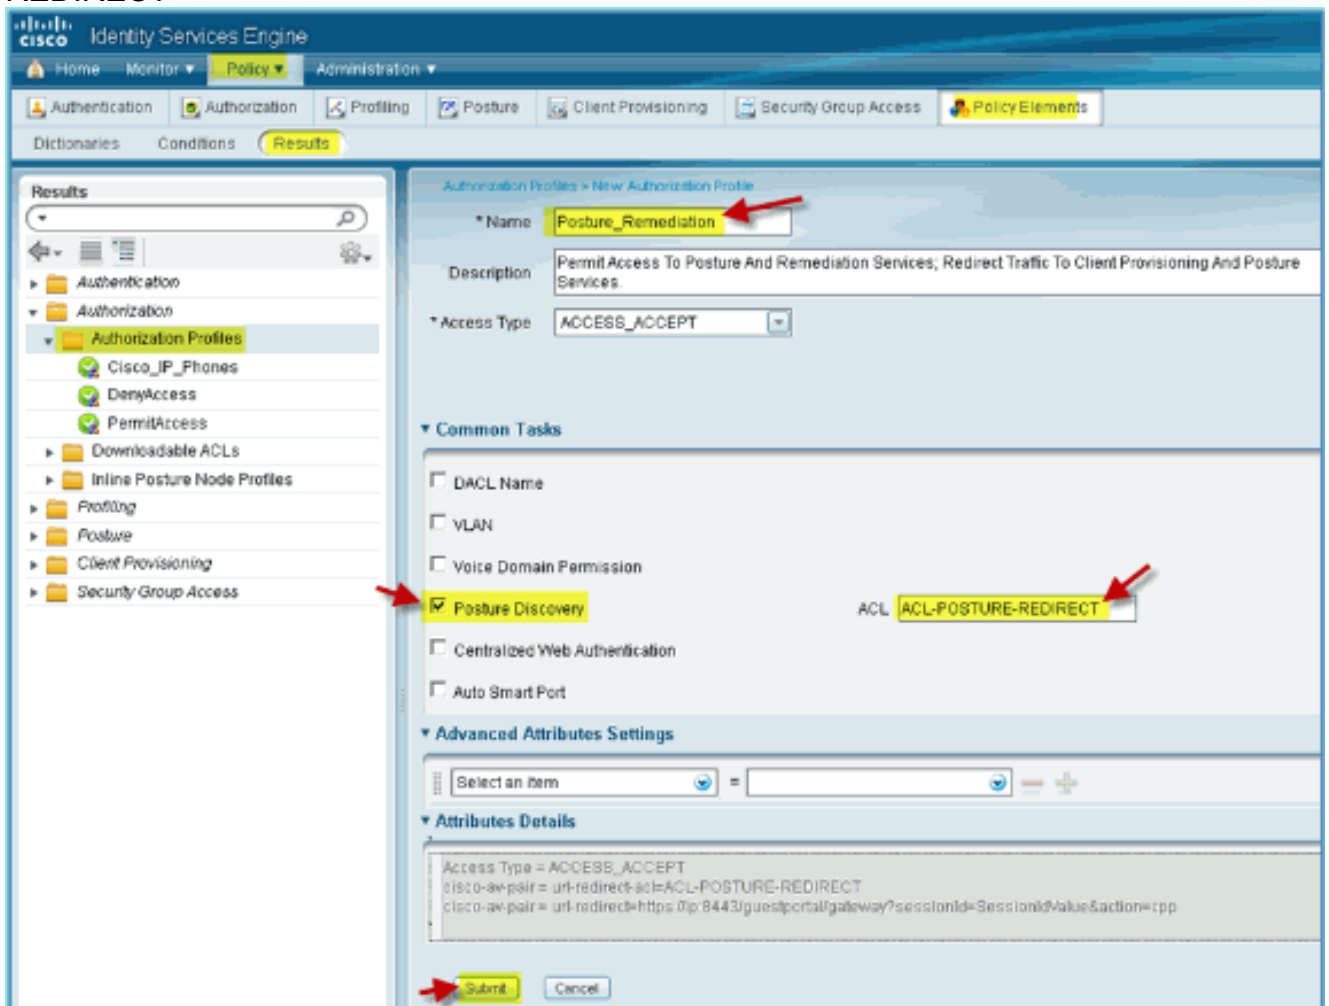 CISCO Identity Services Engine
Home Monitor Policy Administration
Authentication Authorization Profiling Posture Client Provisioning Security Group Access Policy Elements
Dictionaries Conditions Results
Results
Authorization Profiles > New Authorization Profile
* Name Posture_Remediation
Description Permit Access To Posture And Remediation Services; Redirect Traffic To Client Provisioning And Posture
Services.
* Access Type ACCESS_ACCEPT
Authentication
Authorization
Authorization Profiles
Cisco_IP_Phones
DenyAccess
PermitAccess
Downloadable ACLs
Inline Posture Node Profiles
Profiling
Posture
Client Provisioning
Security Group Access
Common Tasks
DACL Name
VLAN
Voice Domain Permission
Posture Discovery ACL ACL-POSTURE-REDIRECT
Centralized Web Authentication
Auto Smart Port
Advanced Attributes Settings
Select an item =
Attributes Details
Access Type = ACCESS_ACCEPT
cisco-av-pair = url-redirect-acl=ACL-POSTURE-REDIRECT
cisco-av-pair = url-redirect=https://ip:8443/guestportal/gateway?sessionId=SessionIdValue&action=cpp
Submit Cancel